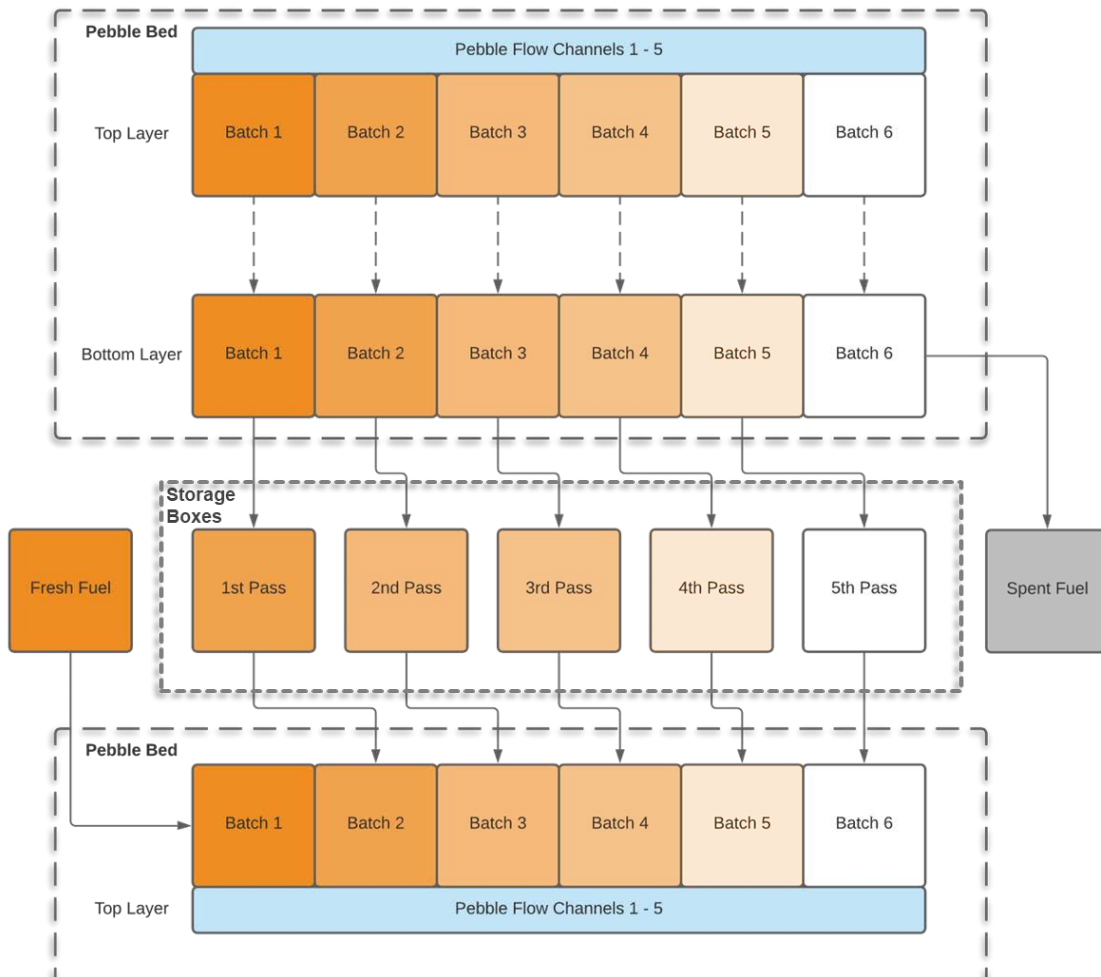 Pebble Bed
Pebble Flow Channels 1 - 5
Top Layer
Batch 1
Batch 2
Batch 3
Batch 4
Batch 5
Batch 6
Bottom Layer
Batch 1
Batch 2
Batch 3
Batch 4
Batch 5
Batch 6
Storage
Boxes
Fresh Fuel
1st Pass
2nd Pass
3rd Pass
4th Pass
5th Pass
Spent Fuel
Pebble Bed
Batch 1
Batch 2
Batch 3
Batch 4
Batch 5
Batch 6
Top Layer
Pebble Flow Channels 1 - 5